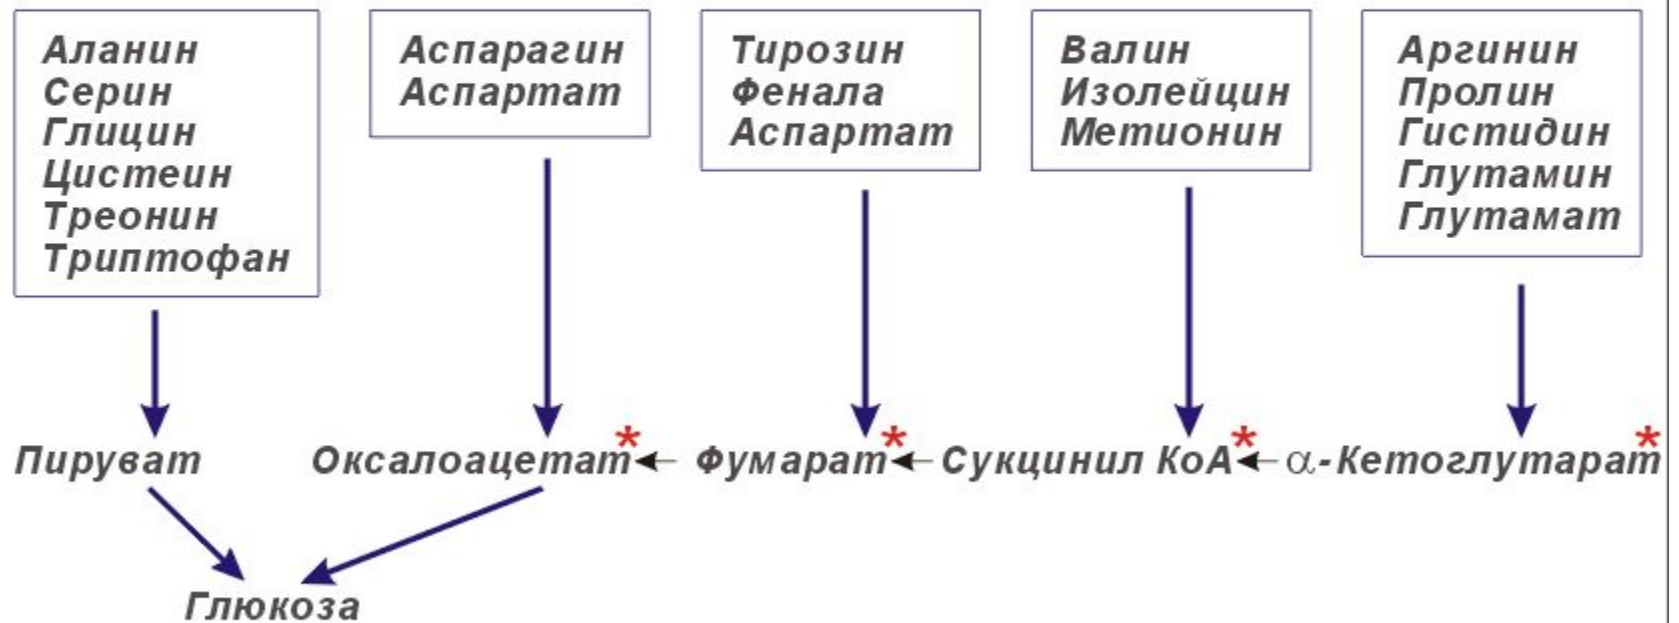 Аланин
Серин
Глицин
Цистеин
Треонин
Триптофан
Аспарагин
Аспартат
Тирозин
Фенала
Аспартат
Валин
Изолейцин
Метионин
Аргинин
Пролин
Гистидин
Глутамин
Глутамат
Пируват Оксалоацетат* Фумарат* Сукцинил КоА* α-Кетоглутарат*
Глюкоза